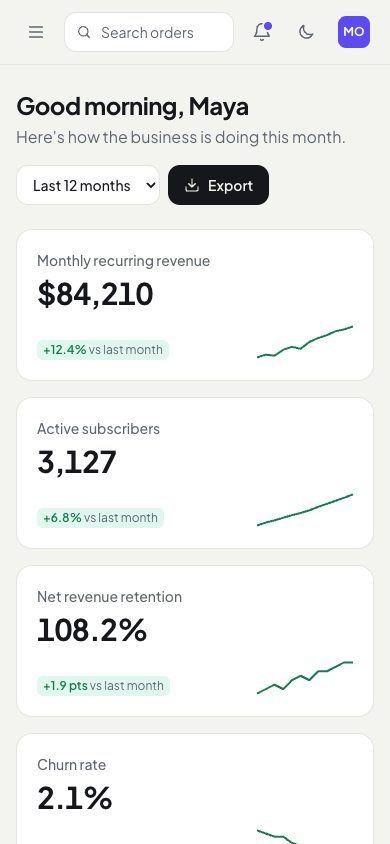 Search orders
MO
Good morning, Maya
Here's how the business is doing this month.
Last 12 months
Export
Monthly recurring revenue
$84,210
+12.4% vs last month
Active subscribers
3,127
+6.8% vs last month
Net revenue retention
108.2%
+1.9 pts vs last month
Churn rate
2.1%